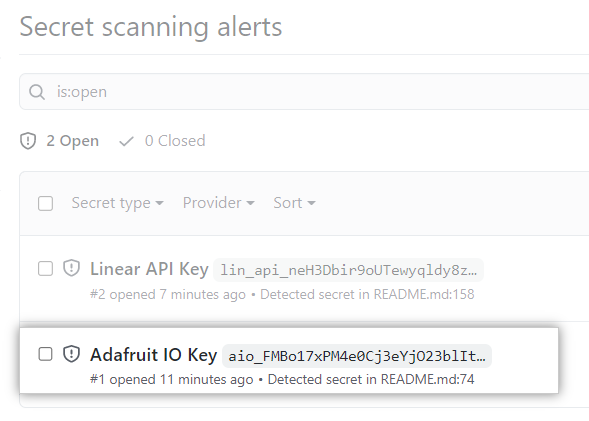 Secret scanning alerts
is:open
2 Open 0 Closed
Secret type Provider Sort
Linear API Key lin_api_neH3Dbir9oUTewyqldy8z…
#2 opened 7 minutes ago • Detected secret in README.md:158
Adafruit IO Key aio_FMBo17xPM4e0Cj3eYjO23blIt…
#1 opened 11 minutes ago • Detected secret in README.md:74